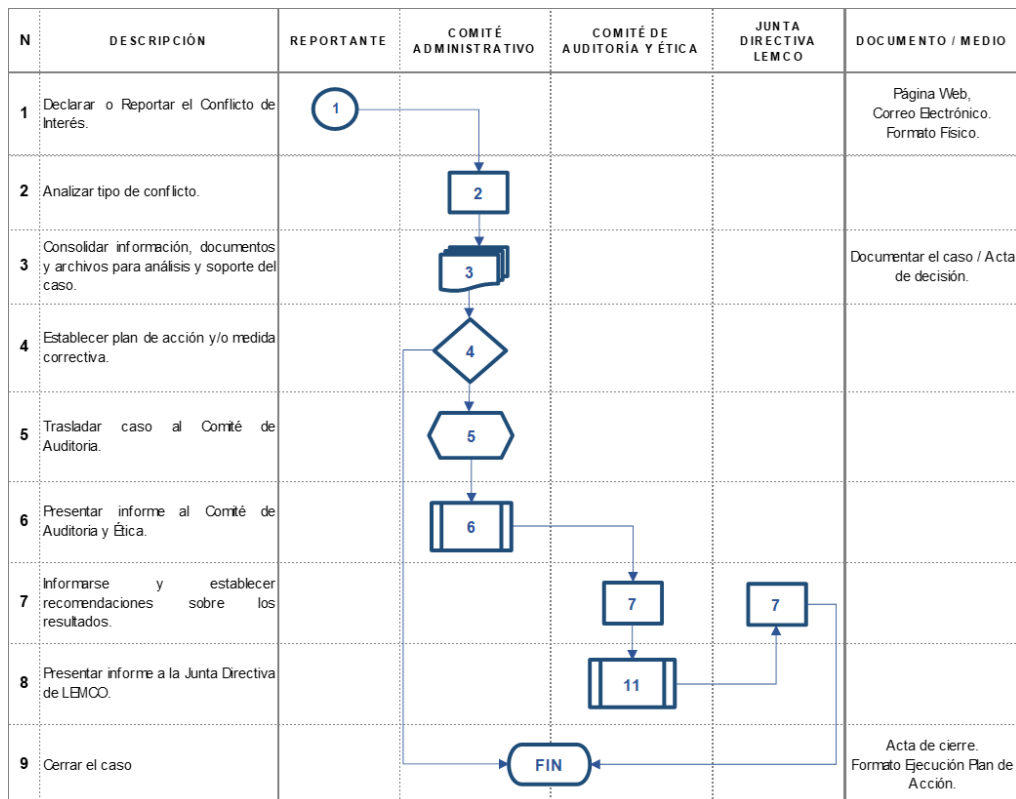 N
DESCRIPCIÓN
REPORTANTE
COMITÉ
ADMINISTRATIVO
COMITÉ DE
AUDITORÍA Y ÉTICA
JUNTA
DIRECTIVA
LEMCO
DOCUMENTO / MEDIO
1
Declarar o Reportar el Conflicto de
Interés.
1
Página Web,
Correo Electrónico.
Formato Físico.
2
Analizar tipo de conflicto.
2
3
Consolidar información, documentos
y archivos para análisis y soporte del
caso.
3
Documentar el caso / Acta
de decisión.
4
Establecer plan de acción y/o medida
correctiva.
4
5
Trasladar caso al Comité de
Auditoria.
5
6
Presentar informe al Comité de
Auditoria y Ética.
6
7
Informarse y establecer
recomendaciones sobre los
resultados.
7
7
8
Presentar informe a la Junta Directiva
de LEMCO.
11
9
Cerrar el caso
FIN
Acta de cierre.
Formato Ejecución Plan de
Acción.